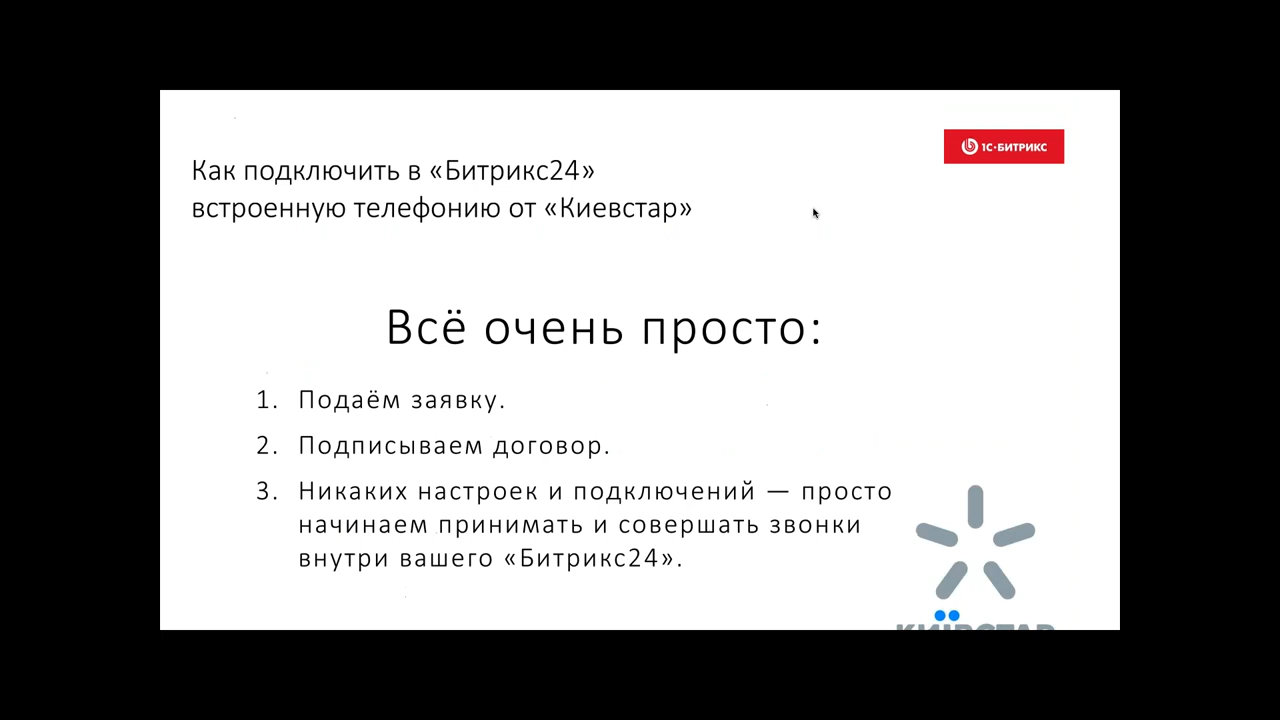 1С-БИТРИКС
Как подключить в «Битрикс24»
встроенную телефонию от «Киевстар»
Всё очень просто:
1. Подаём заявку.
2. Подписываем договор.
3. Никаких настроек и подключений — просто
начинаем принимать и совершать звонки
внутри вашего «Битрикс24».
КИЇВСТАР